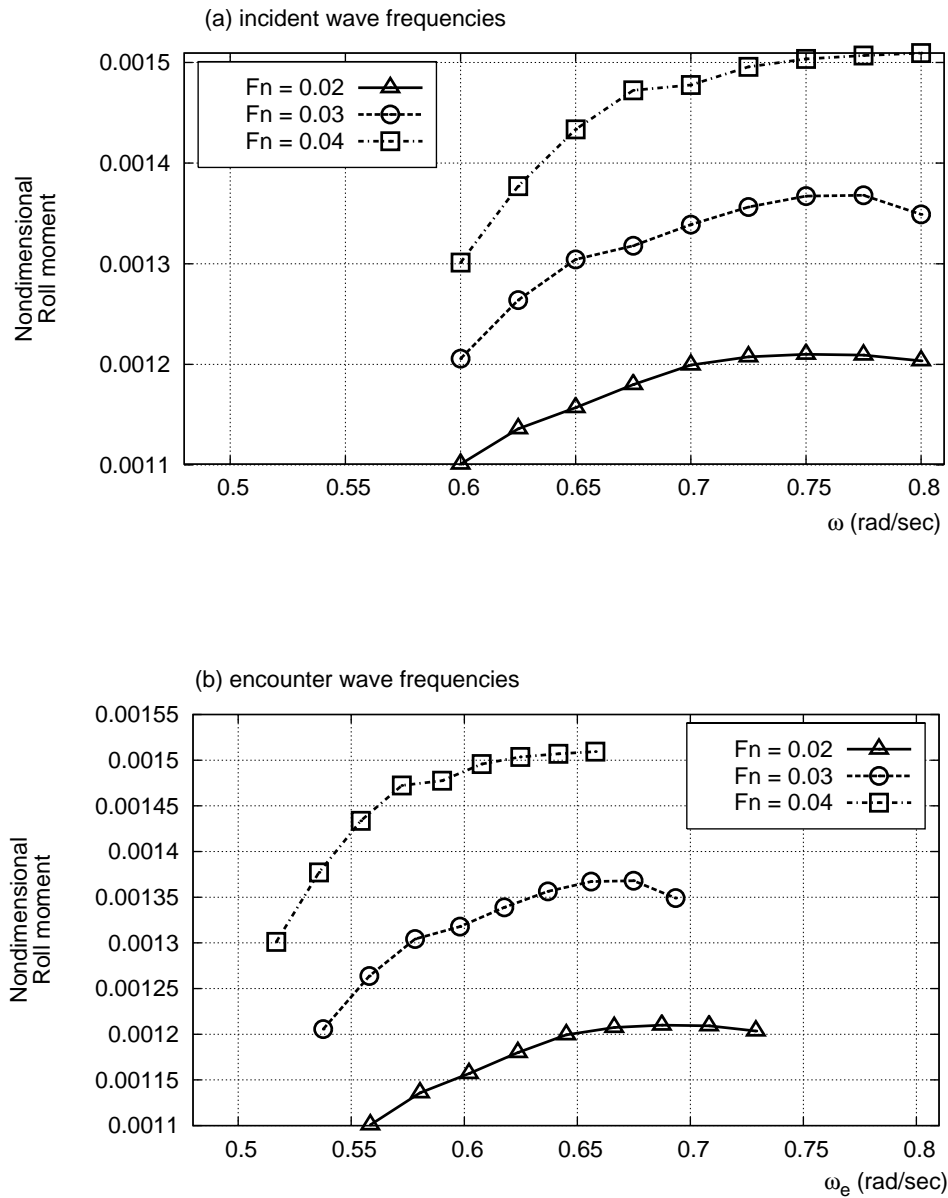 (a) incident wave frequencies
0.0015
0.0014
0.0013
0.0012
0.0011
Nondimensional
Roll moment
Fn = 0.02
Fn = 0.03
Fn = 0.04
0.5 0.55 0.6 0.65 0.7 0.75 0.8
ω (rad/sec)
(b) encounter wave frequencies
0.00155
0.0015
0.00145
0.0014
0.00135
0.0013
0.00125
0.0012
0.00115
0.0011
Nondimensional
Roll moment
Fn = 0.02
Fn = 0.03
Fn = 0.04
0.5 0.55 0.6 0.65 0.7 0.75 0.8
ωe (rad/sec)